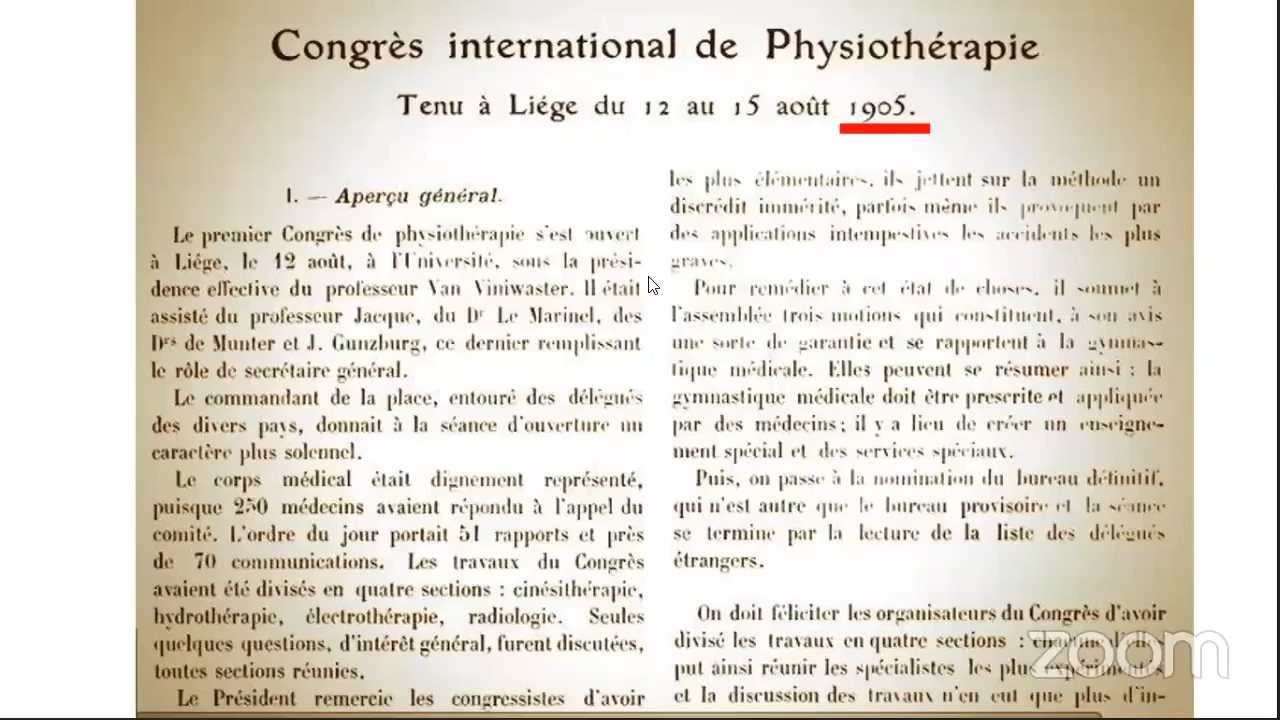 Congrès international de Physiothérapie
Tenu à Liége du 12 au 15 août 1905.
I. — Aperçu général.
Le premier Congrès de physiothérapie s'est ouvert
à Liége, le 12 août, à l'Université, sous la prési-
dence effective du professeur Van Viniwaster. Il était
assisté du professeur Jacque, du Dr Le Marinel, des
Drs de Munter et J. Gunzburg, ce dernier remplissant
le rôle de secrétaire général.
Le commandant de la place, entouré des délégués
des divers pays, donnait à la séance d'ouverture un
caractère plus solennel.
Le corps médical était dignement représenté,
puisque 250 médecins avaient répondu à l'appel du
comité. L'ordre du jour portait 51 rapports et près
de 70 communications. Les travaux du Congrès
avaient été divisés en quatre sections : cinésithérapie,
hydrothérapie, électrothérapie, radiologie. Seules
quelques questions, d'intérêt général, furent discutées,
toutes sections réunies.
Le Président remercie les congressistes d'avoir
les plus élémentaires, ils jettent sur la méthode un
discrédit immérité, parfois même ils provoquent par
des applications intempestives les accidents les plus
graves.
Pour remédier à cet état de choses, il soumet à
l'assemblée trois motions qui constituent, à son avis
une sorte de garantie et se rapportent à la gymnas-
tique médicale. Elles peuvent se résumer ainsi : la
gymnastique médicale doit être prescrite et appliquée
par des médecins ; il y a lieu de créer un enseigne-
ment spécial et des services spéciaux.
Puis, on passe à la nomination du bureau définitif,
qui n'est autre que le bureau provisoire et la séance
se termine par la lecture de la liste des délégués
étrangers.
On doit féliciter les organisateurs du Congrès d'avoir
divisé les travaux en quatre sections :
put ainsi réunir les spécialistes les plus expérimentés
et la discussion des travaux n'en eut que plus d'in-
zoom